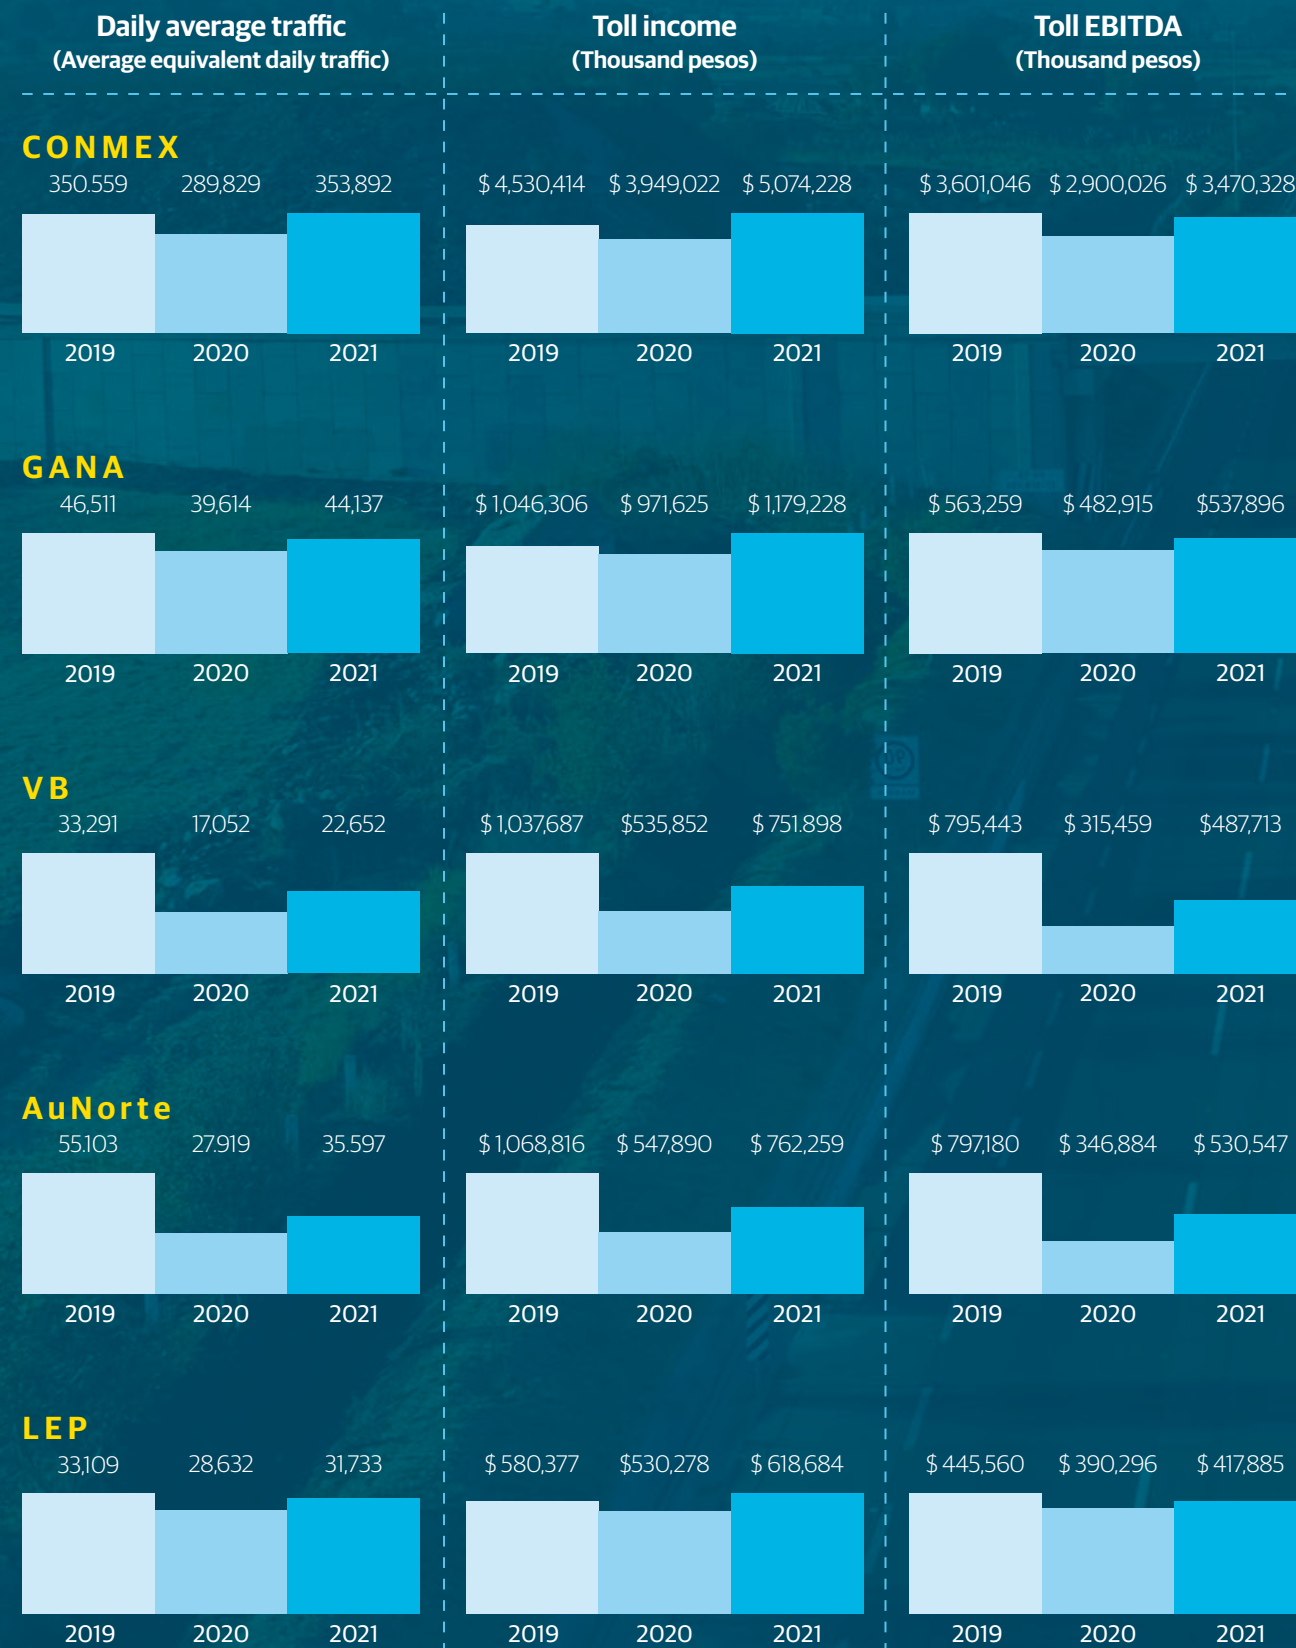 Daily average traffic Toll income Toll EBITDA
(Average equivalent daily traffic) (Thousand pesos) (Thousand pesos)
CONMEX
350.559 289,829 353,892 $ 4,530,414 $ 3,949,022 $ 5,074,228 $ 3,601,046 $ 2,900,026 $ 3,470,328
2019 2020 2021 2019 2020 2021 2019 2020 2021
GANA
46,511 39,614 44,137 $ 1,046,306 $ 971,625 $ 1,179,228 $ 563,259 $ 482,915 $537,896
2019 2020 2021 2019 2020 2021 2019 2020 2021
VB
33,291 17,052 22,652 $ 1,037,687 $535,852 $ 751.898 $ 795,443 $ 315,459 $487,713
2019 2020 2021 2019 2020 2021 2019 2020 2021
AuNorte
55.103 27.919 35.597 $ 1,068,816 $ 547,890 $ 762,259 $ 797,180 $ 346,884 $ 530,547
2019 2020 2021 2019 2020 2021 2019 2020 2021
LEP
33,109 28,632 31,733 $ 580,377 $530,278 $ 618,684 $ 445,560 $ 390,296 $ 417,885
2019 2020 2021 2019 2020 2021 2019 2020 2021